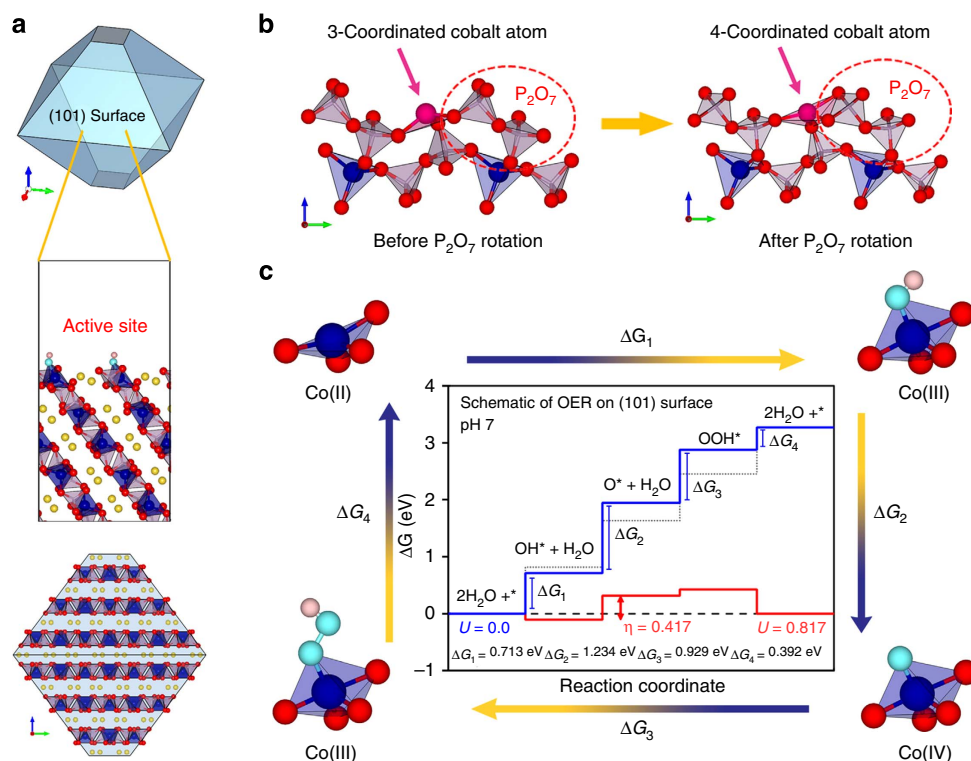 a
(101) Surface
Active site
b
3-Coordinated cobalt atom
4-Coordinated cobalt atom
P₂O₇
P₂O₇
Before P₂O₇ rotation
After P₂O₇ rotation
c
Co(II)
ΔG₁
Co(III)
ΔG₂
Co(IV)
ΔG₃
Co(III)
ΔG₄
ΔG (eV)
4
3
2
1
0
−1
Schematic of OER on (101) surface
pH 7
2H₂O +*
OOH*
ΔG₄
ΔG₃
O* + H₂O
ΔG₂
OH* + H₂O
ΔG₁
2H₂O +*
U = 0.0
η = 0.417
U = 0.817
ΔG₁ = 0.713 eV ΔG₂ = 1.234 eV ΔG₃ = 0.929 eV ΔG₄ = 0.392 eV
Reaction coordinate